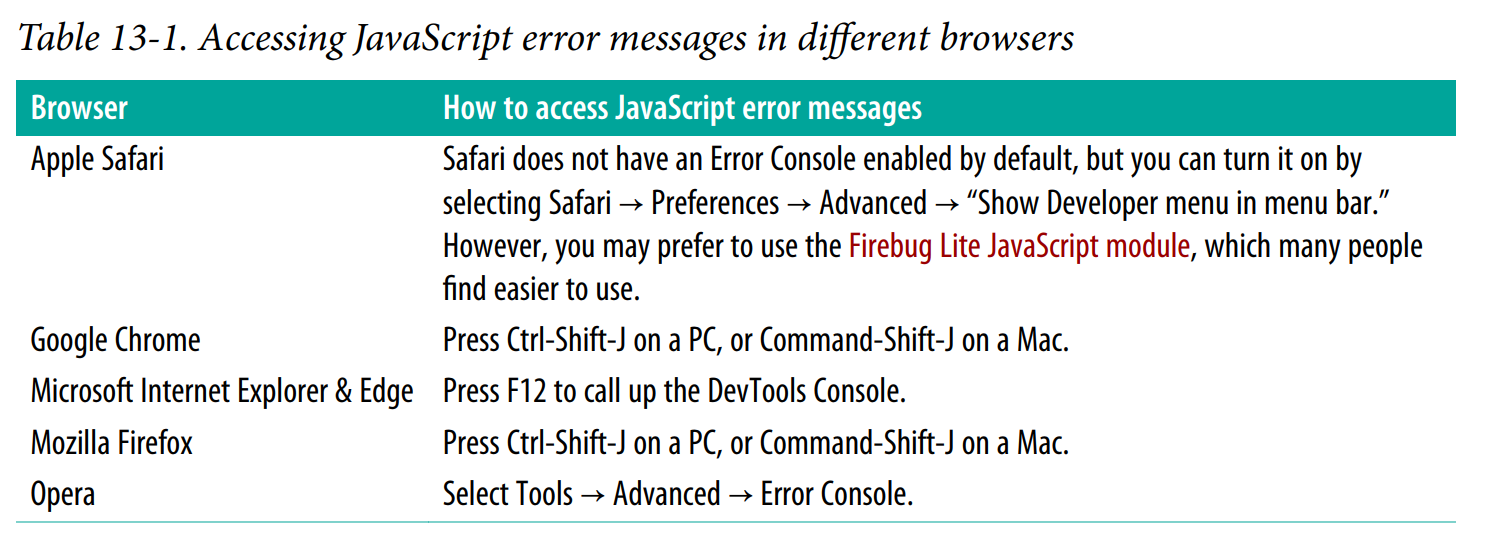 Table 13-1. Accessing JavaScript error messages in different browsers
Browser How to access JavaScript error messages
Apple Safari Safari does not have an Error Console enabled by default, but you can turn it on by
selecting Safari → Preferences → Advanced → “Show Developer menu in menu bar.”
However, you may prefer to use the Firebug Lite JavaScript module, which many people
find easier to use.
Google Chrome Press Ctrl-Shift-J on a PC, or Command-Shift-J on a Mac.
Microsoft Internet Explorer & Edge Press F12 to call up the DevTools Console.
Mozilla Firefox Press Ctrl-Shift-J on a PC, or Command-Shift-J on a Mac.
Opera Select Tools → Advanced → Error Console.